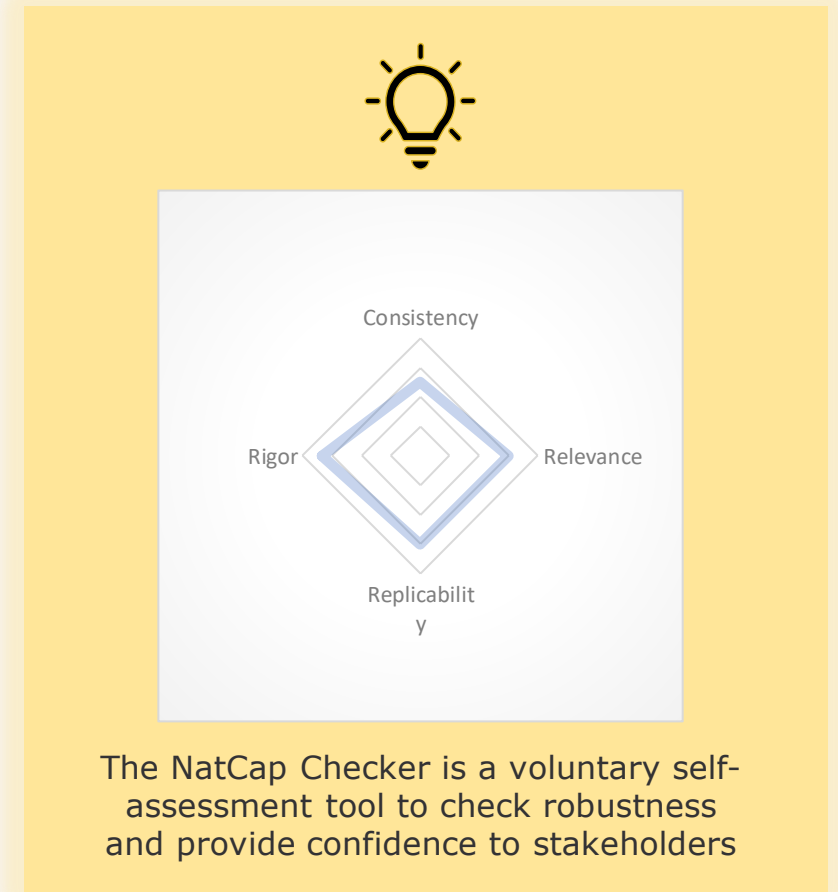 Consistency
Rigor
Relevance
Replicabilit
y
The NatCap Checker is a voluntary self-
assessment tool to check robustness
and provide confidence to stakeholders